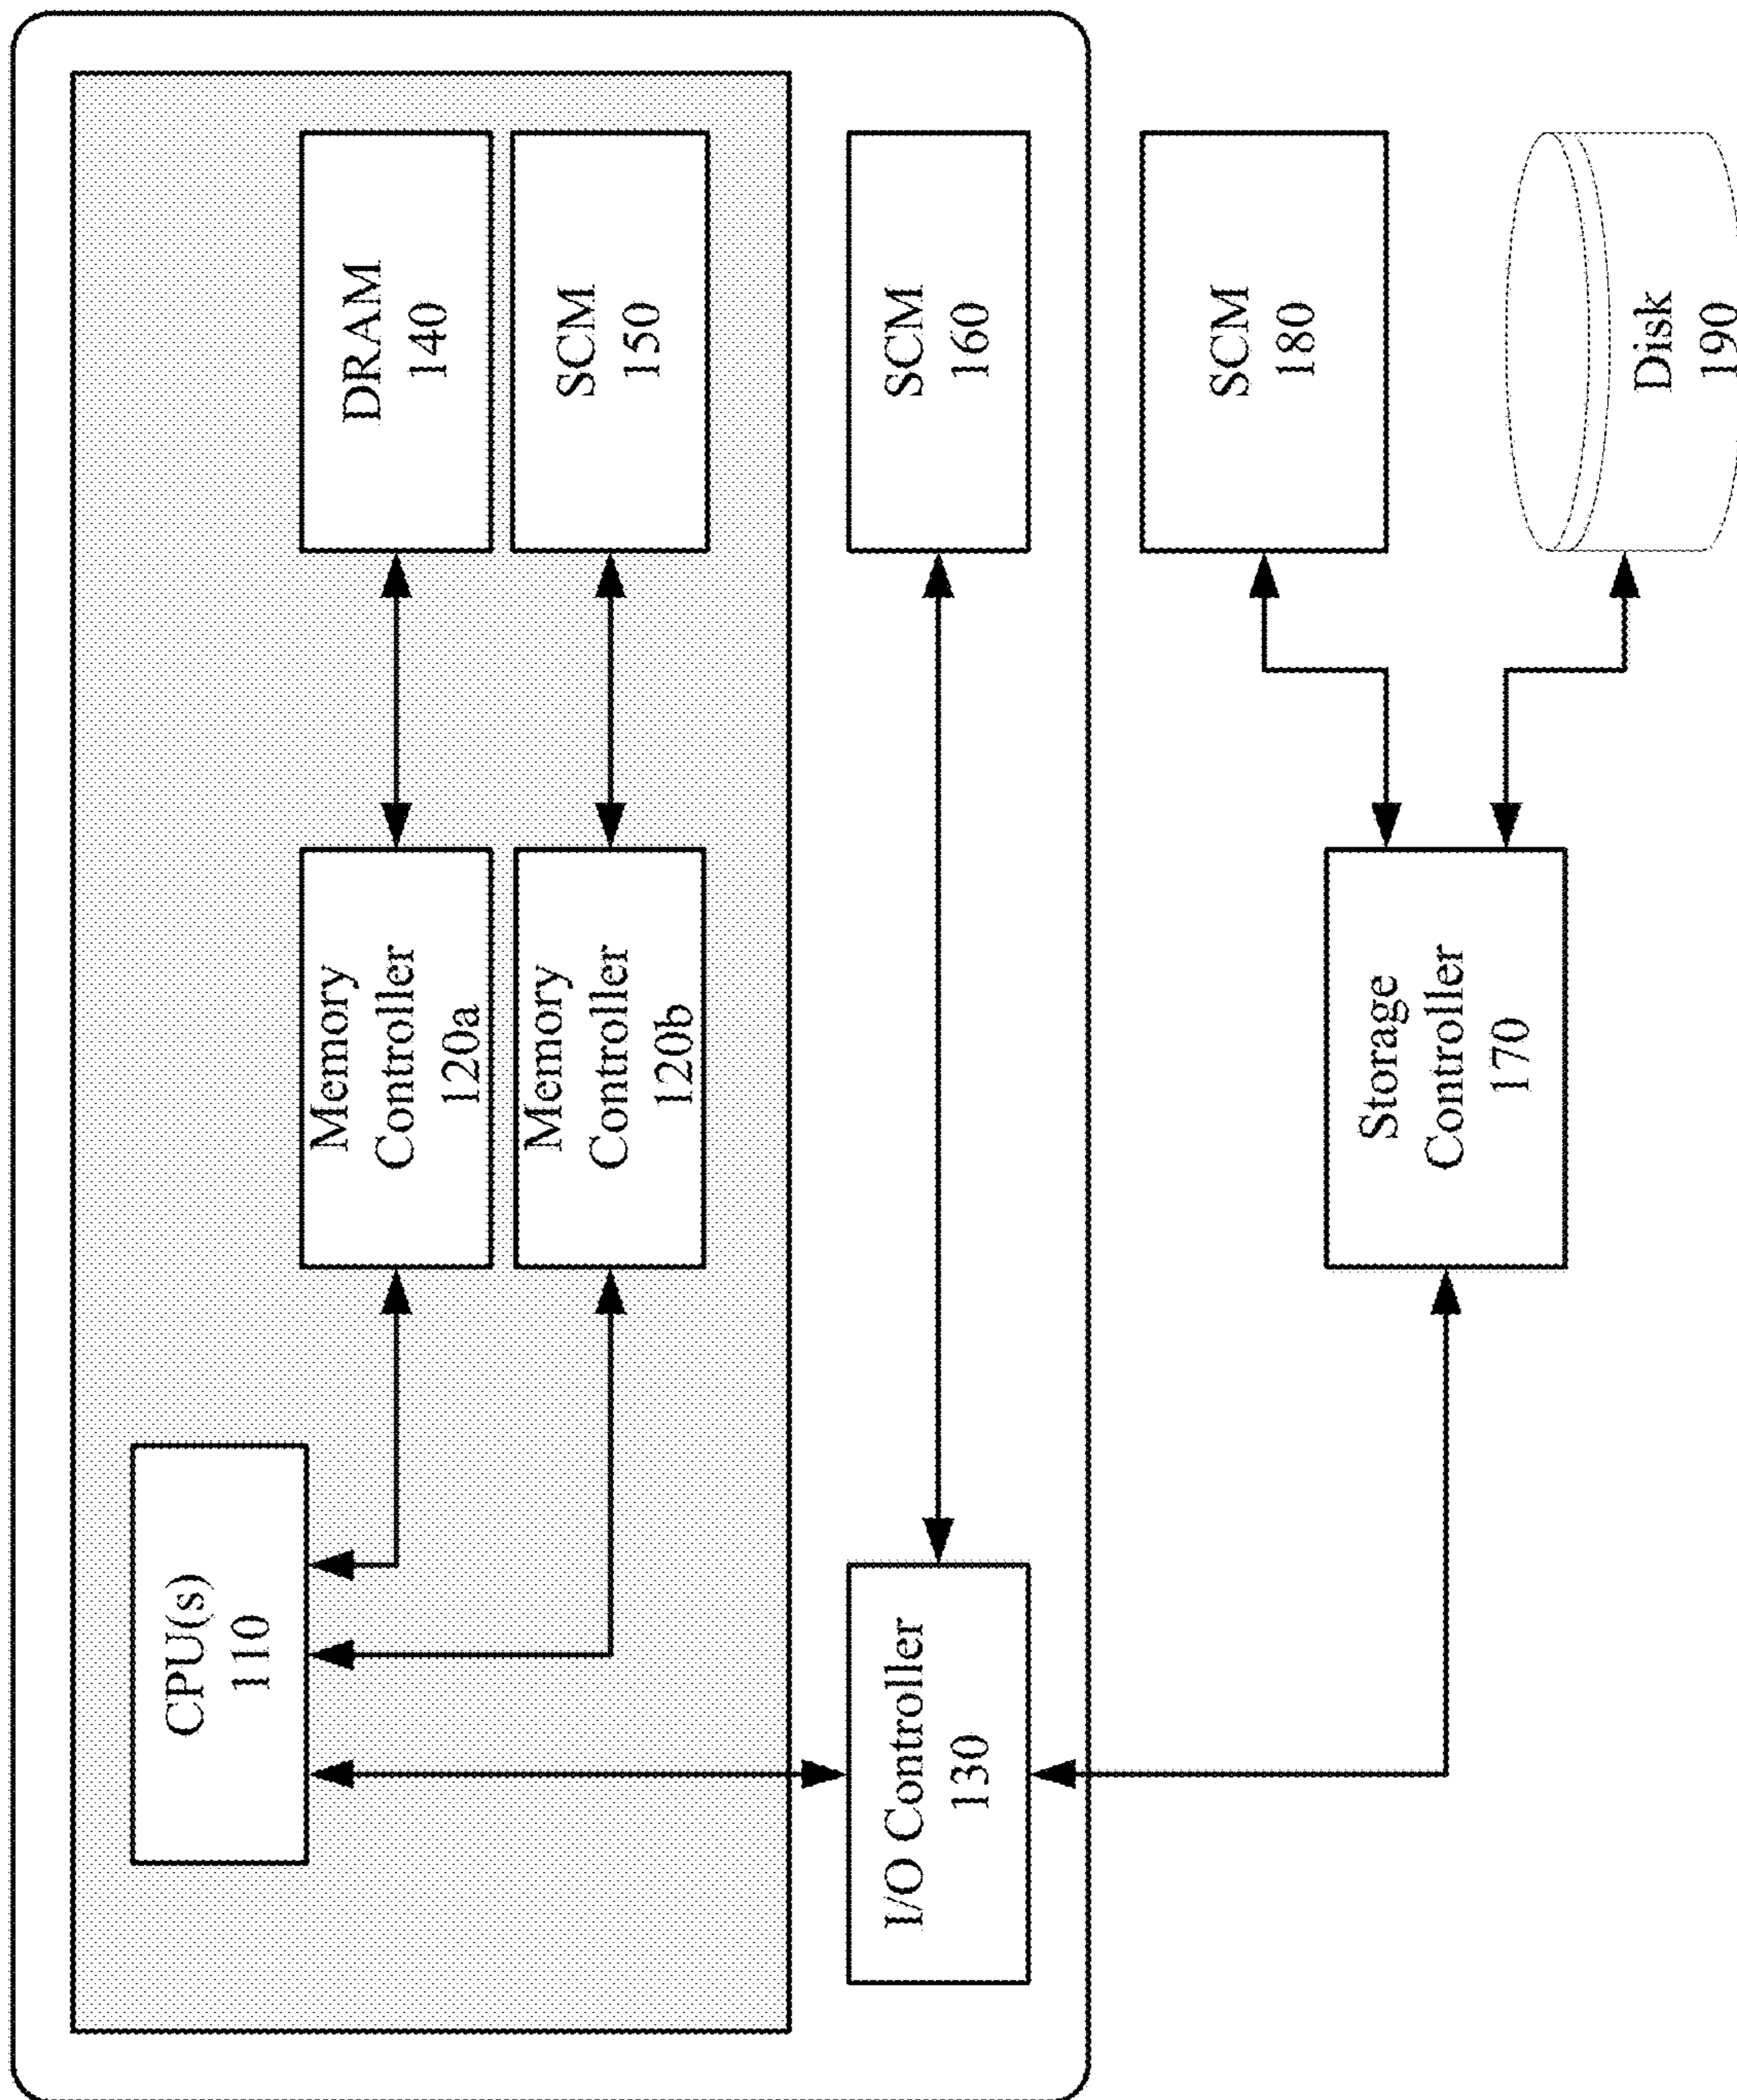 CPU(s)
110
Memory
Controller
120a
DRAM
140
Memory
Controller
120b
SCM
150
I/O Controller
130
SCM
160
Storage
Controller
170
SCM
180
Disk
190